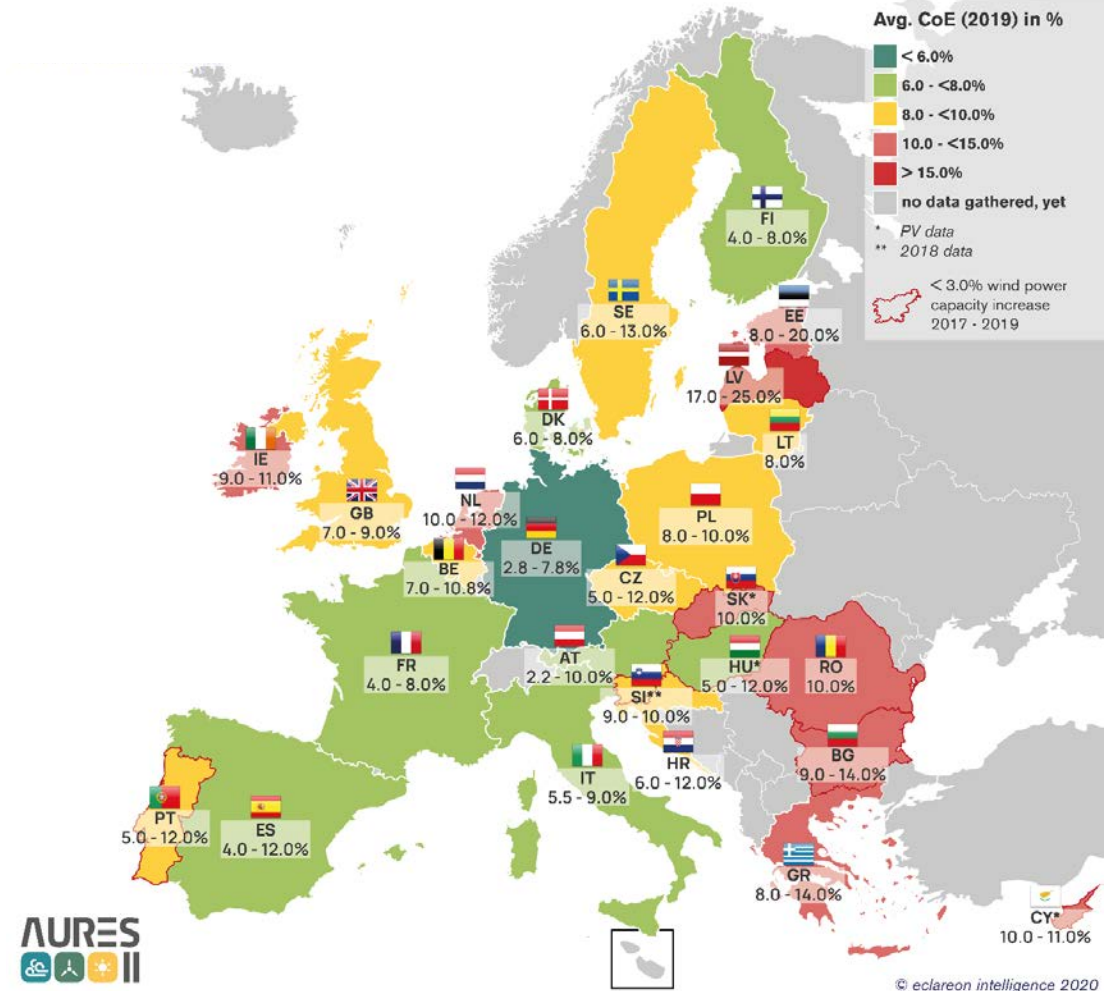 Avg. CoE (2019) in %
< 6.0%
6.0 - <8.0%
8.0 - <10.0%
10.0 - <15.0%
> 15.0%
no data gathered, yet
* PV data
** 2018 data
< 3.0% wind power
capacity increase
2017 - 2019
FI
4.0 - 8.0%
SE
6.0 - 13.0%
EE
8.0 - 20.0%
LV
17.0 - 25.0%
DK
6.0 - 8.0%
LT
8.0%
IE
9.0 - 11.0%
GB
7.0 - 9.0%
NL
10.0 - 12.0%
PL
8.0 - 10.0%
DE
2.8 - 7.8%
BE
7.0 - 10.8%
CZ
5.0 - 12.0%
SK*
10.0%
FR
4.0 - 8.0%
AT
2.2 - 10.0%
HU*
5.0 - 12.0%
RO
10.0%
SI**
9.0 - 10.0%
HR
6.0 - 12.0%
BG
9.0 - 14.0%
IT
5.5 - 9.0%
PT
5.0 - 12.0%
ES
4.0 - 12.0%
GR
8.0 - 14.0%
CY*
10.0 - 11.0%
AURES
II
© eclareon intelligence 2020